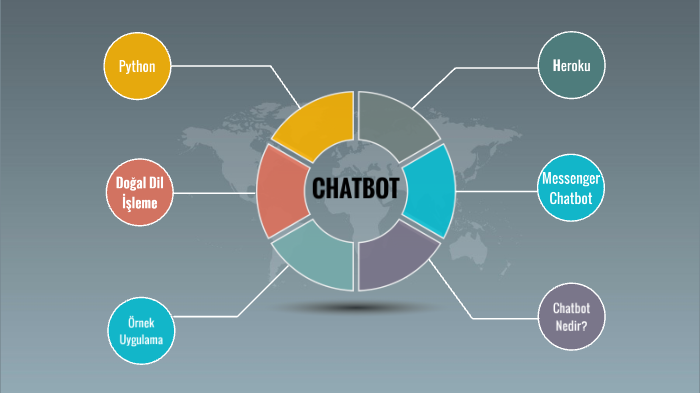 Python
Heroku
Doğal Dil
İşleme
CHATBOT
Messenger
Chatbot
Örnek
Uygulama
Chatbot
Nedir?